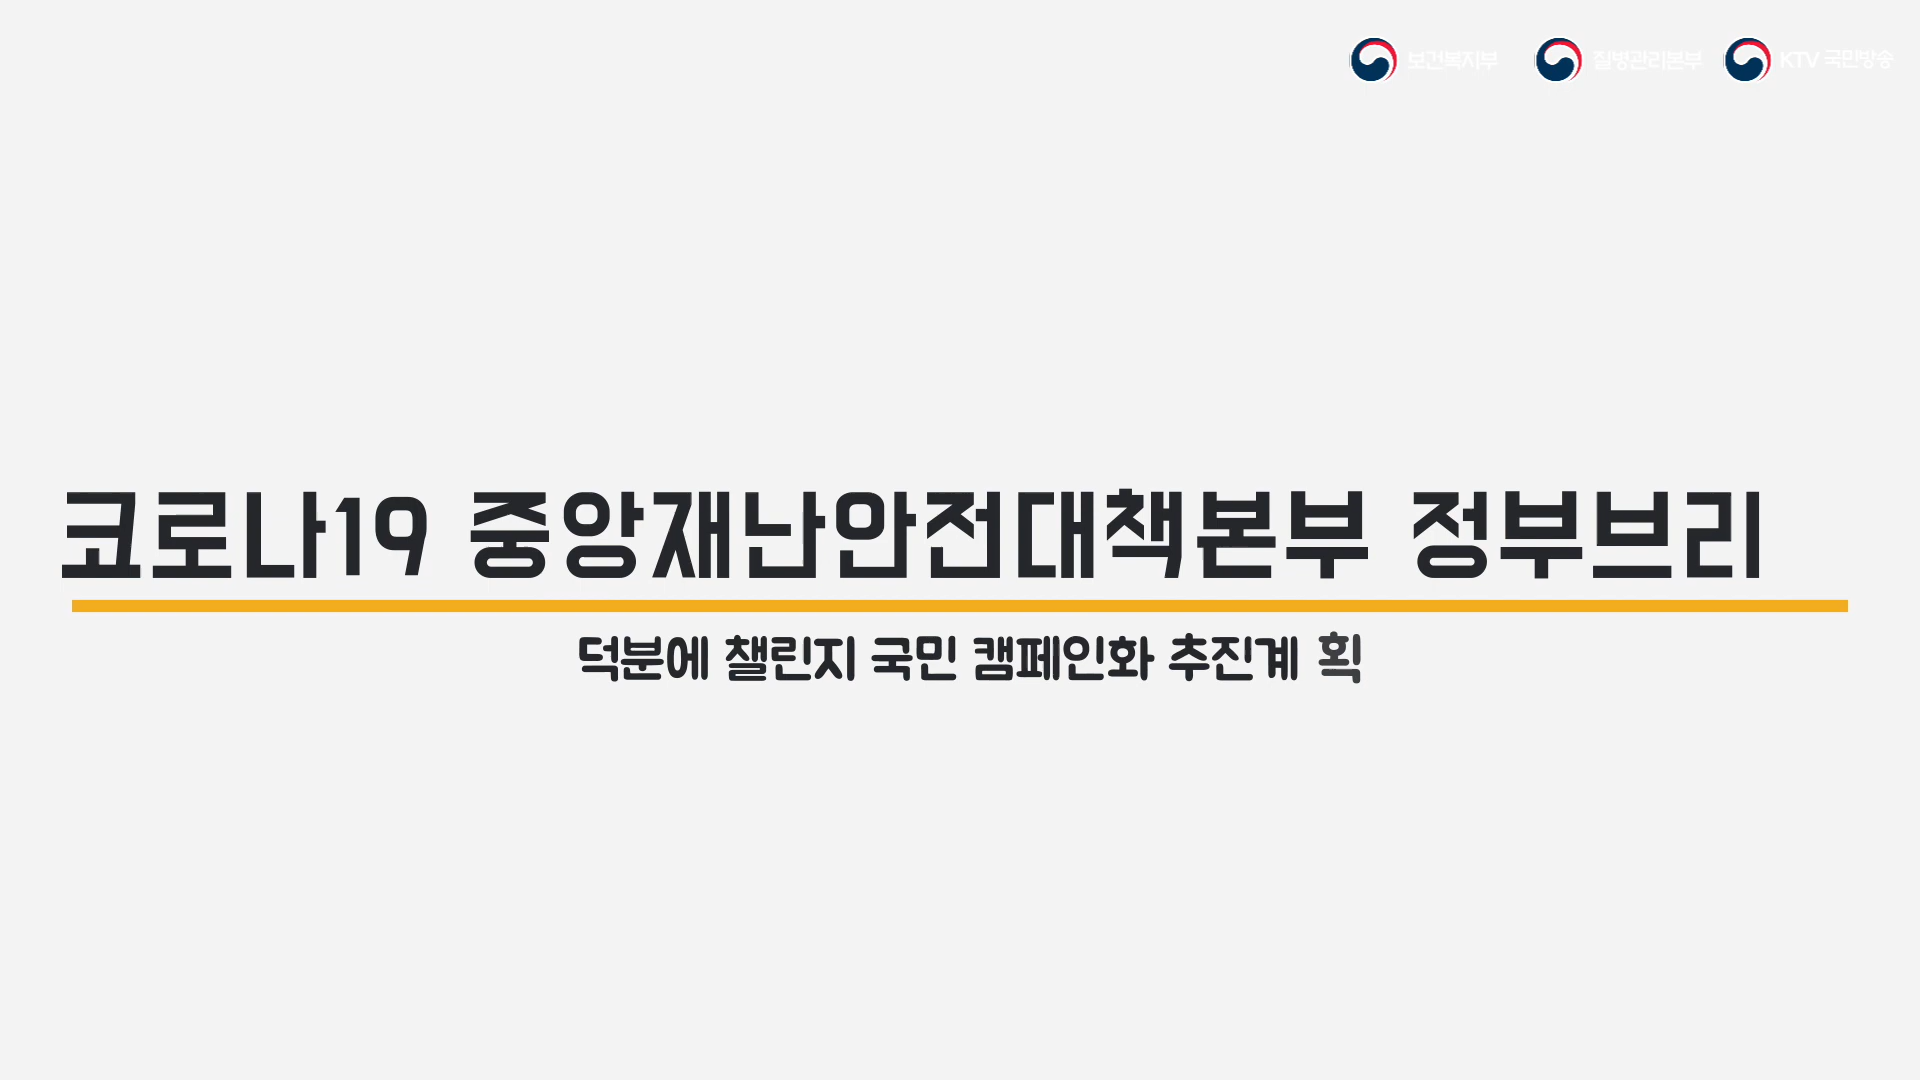 보건복지부 질병관리본부 KTV 국민방송
코로나19 중앙재난안전대책본부 정부브리
덕분에 챌린지 국민 캠페인화 추진계 획